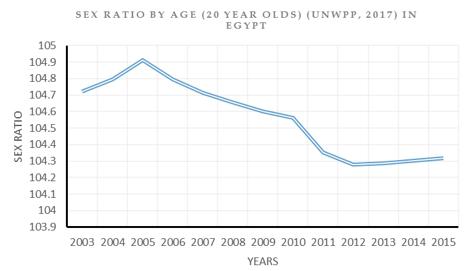 SEX RATIO BY AGE (20 YEAR OLDS) (UNWPP, 2017) IN
EGYPT
105
104.9
104.8
104.7
104.6
104.5
104.4
104.3
104.2
104.1
104
103.9
SEX RATIO
2003 2004 2005 2006 2007 2008 2009 2010 2011 2012 2013 2014 2015
YEARS